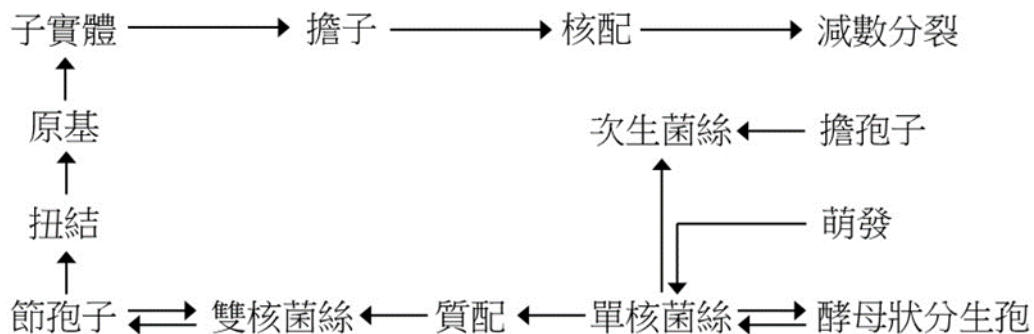 子實體 擔子 核配 減數分裂
原基 次生菌絲 擔孢子
扭結 萌發
節孢子 雙核菌絲 質配 單核菌絲 酵母狀分生孢